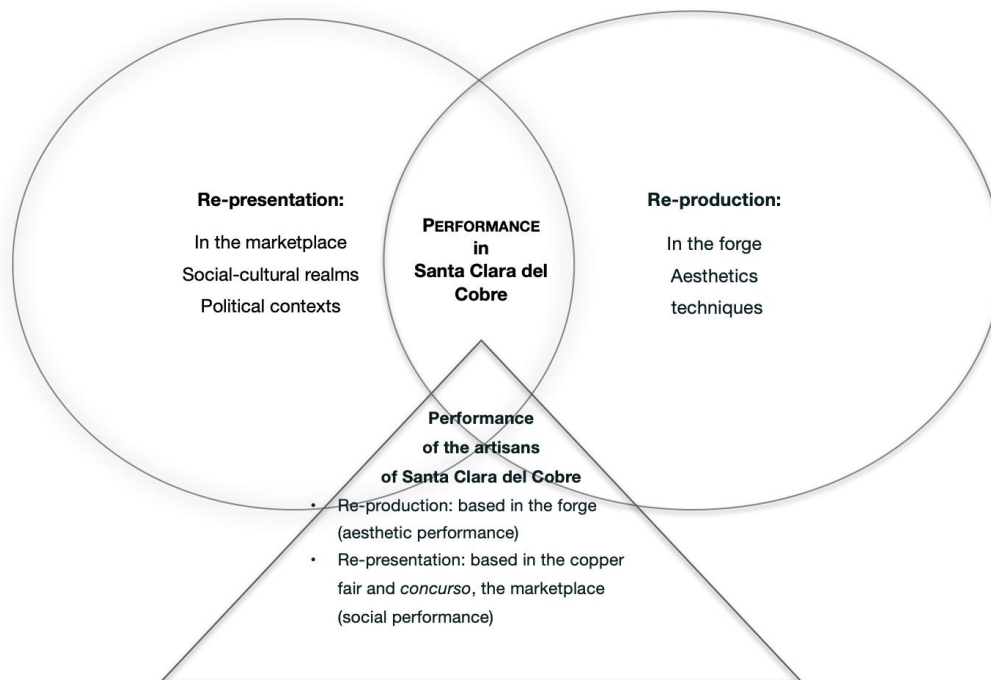 Re-presentation:
In the marketplace
Social-cultural realms
Political contexts
PERFORMANCE
in
Santa Clara del
Cobre
Re-production:
In the forge
Aesthetics
techniques
Performance
of the artisans
of Santa Clara del Cobre
• Re-production: based in the forge
(aesthetic performance)
• Re-presentation: based in the copper
fair and concurso, the marketplace
(social performance)